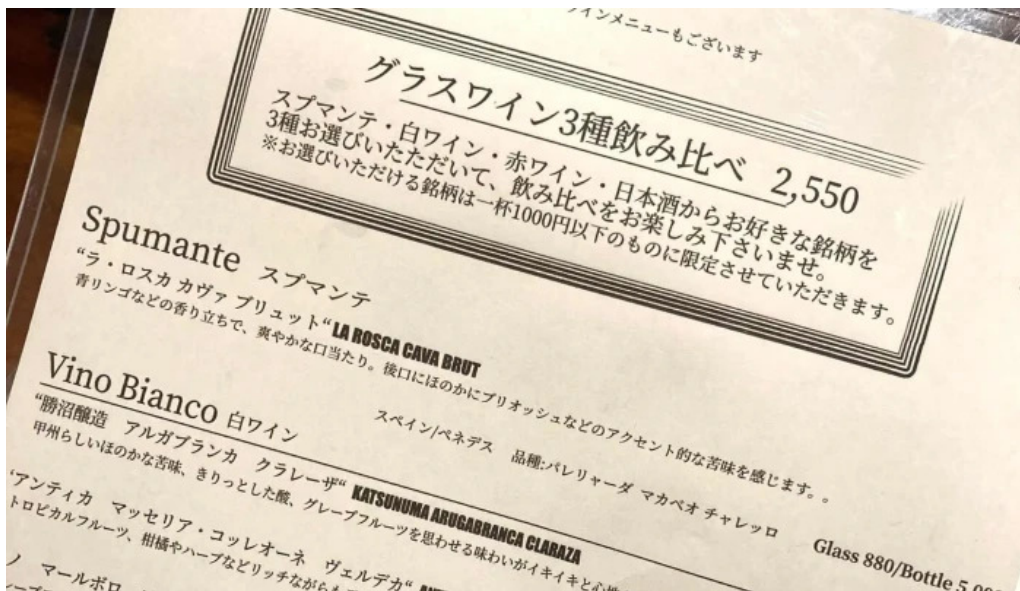 インメニューもございます
グラスワイン3種飲み比べ 2,550
スプマンテ・白ワイン・赤ワイン・日本酒からお好きな銘柄を
3種お選びいたただいて、飲み比べをお楽しみ下さいませ。
※お選びいただける銘柄は一杯1000円以下のものに限定させていただきます。
Spumante スプマンテ
“ラ・ロスカ カヴァ ブリュット“ LA ROSCA CAVA BRUT
青リンゴなどの香り立ちで、爽やかな口当たり。後口にほのかにブリオッシュなどのアクセント的な苦味を感じます。。
スペイン/ペネデス 品種:パレリャーダ マカベオ チャレッロ
Glass 880/Bottle 5,
Vino Bianco 白ワイン
“勝沼醸造 アルガブランカ クラレーザ“ KATSUNUMA ARUGABRANCA CLARAZA
甲州らしいほのかな苦味、きりっとした酸、グレープフルーツを思わせる味わいがイキイキと心地
“アンティカ マッセリア・コッレオーネ ヴェルデカ“
トロピカルフルーツ、柑橘やハーブなどリッチながらも
ノ マールボロ